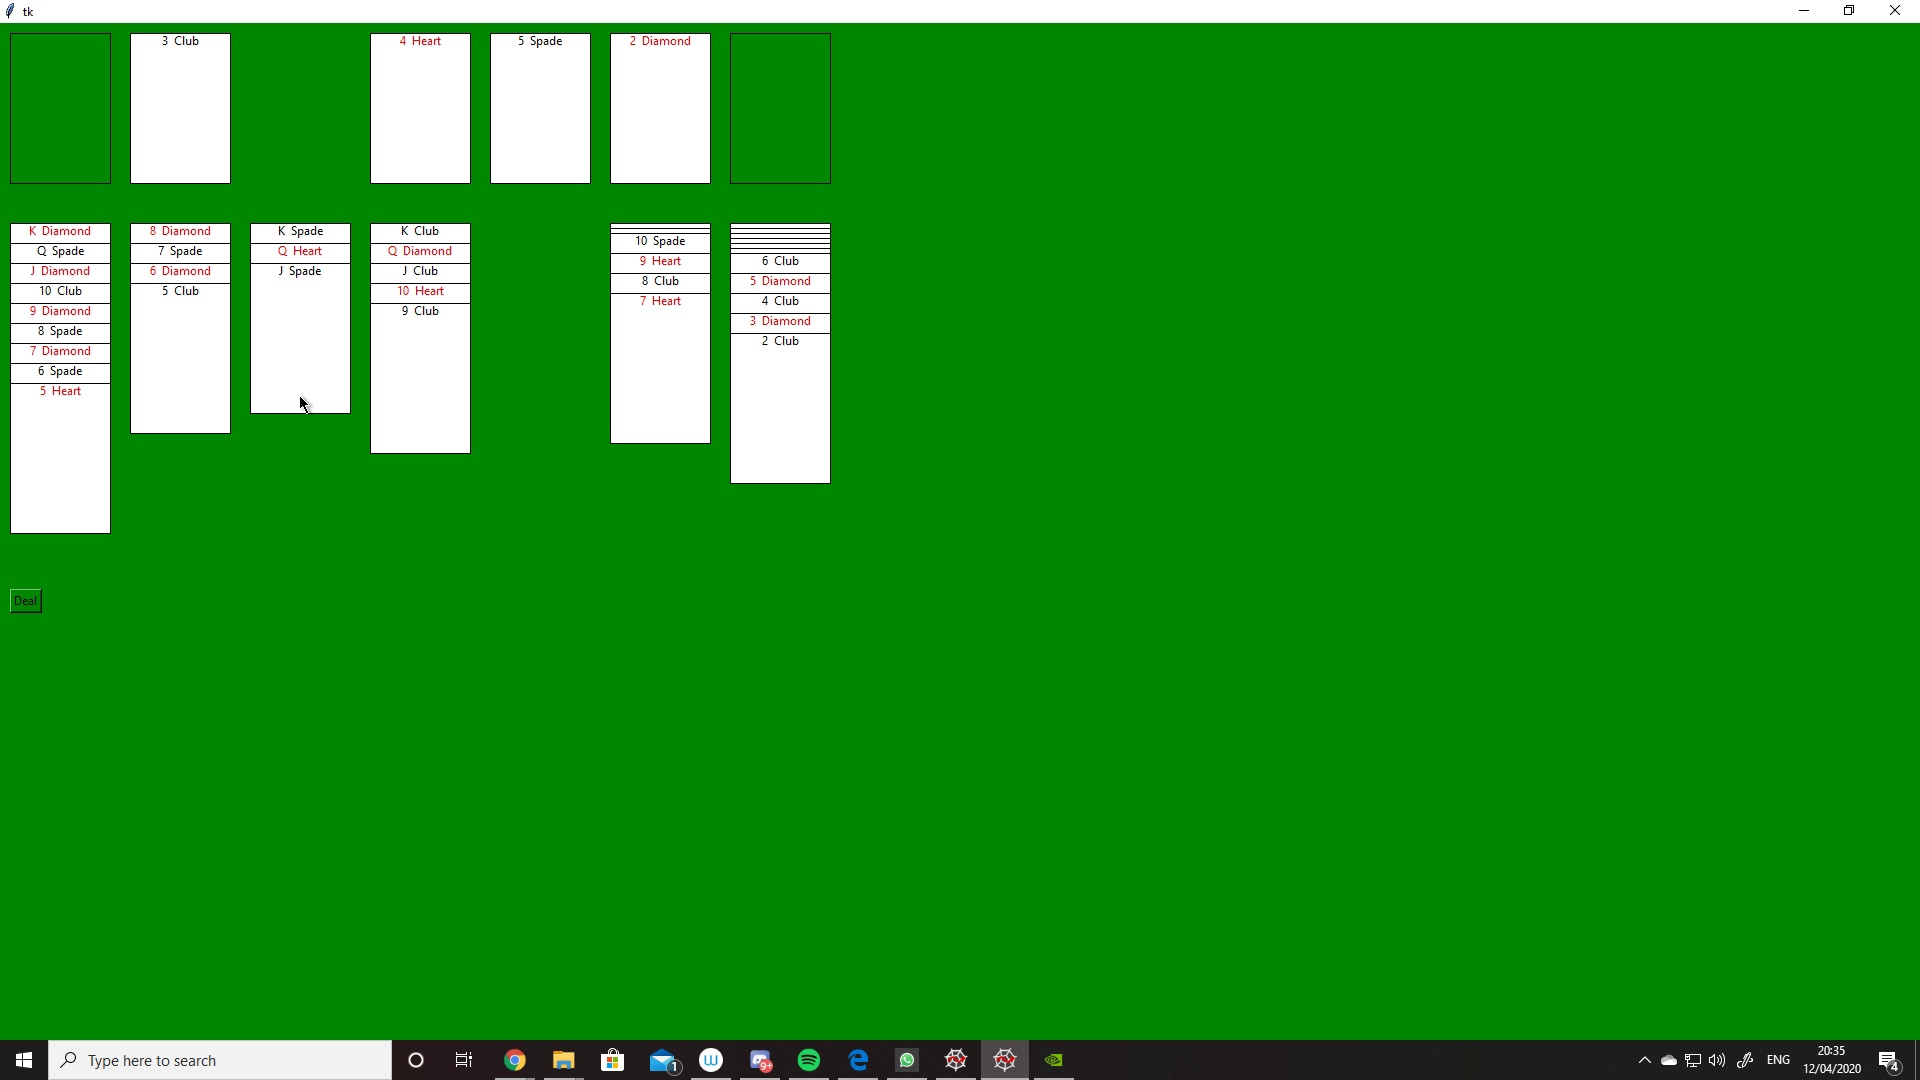 tk
3 Club
4 Heart
5 Spade
2 Diamond
K Diamond
Q Spade
J Diamond
10 Club
9 Diamond
8 Spade
7 Diamond
6 Spade
5 Heart
8 Diamond
7 Spade
6 Diamond
5 Club
K Spade
Q Heart
J Spade
K Club
Q Diamond
J Club
10 Heart
9 Club
10 Spade
9 Heart
8 Club
7 Heart
6 Club
5 Diamond
4 Club
3 Diamond
2 Club
Deal
Type here to search
1
W
9+
ENG
20:35
12/04/2020
4